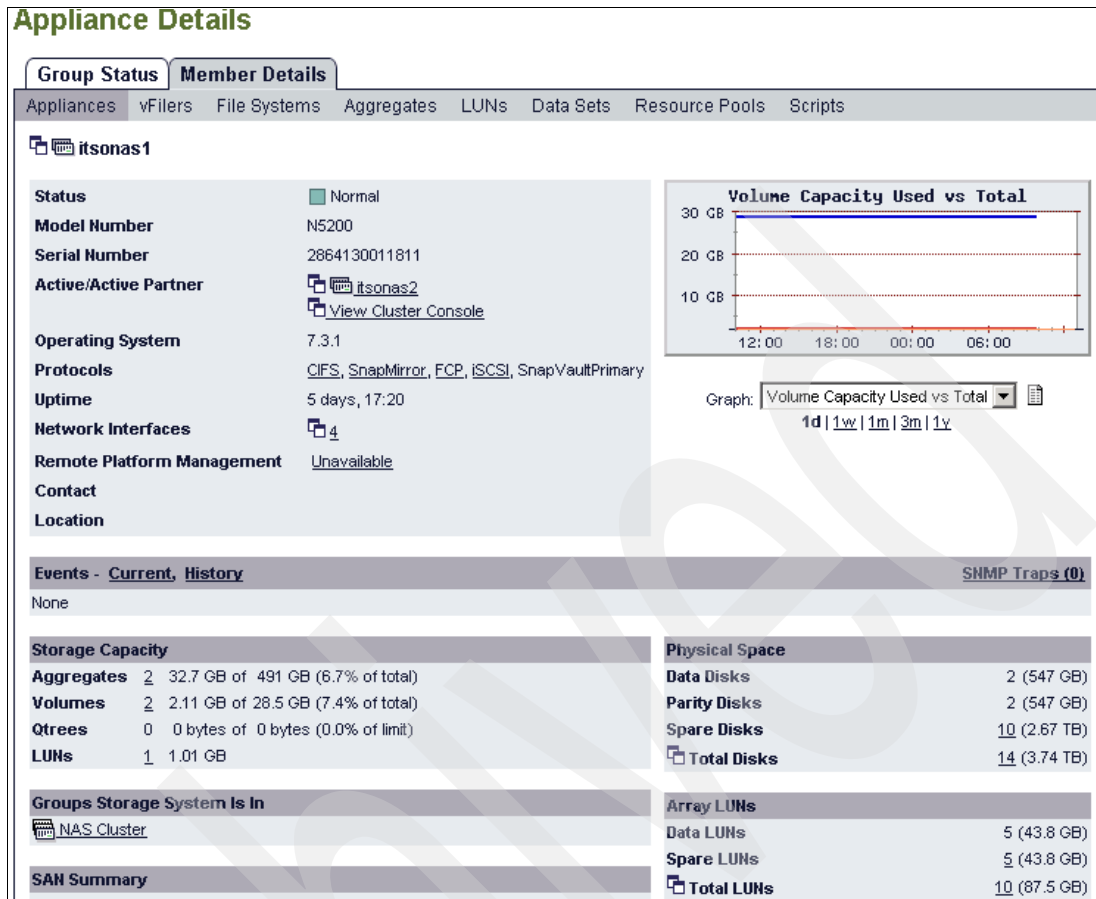 Appliance Details
Group Status Member Details
Appliances vFilers File Systems Aggregates LUNs Data Sets Resource Pools Scripts
itsonas1
Status Normal
Model Number N5200
Serial Number 2864130011811
Active/Active Partner itsonas2
View Cluster Console
Operating System 7.3.1
Protocols CIFS, SnapMirror, FCP, iSCSI, SnapVaultPrimary
Uptime 5 days, 17:20
Network Interfaces 4
Remote Platform Management Unavailable
Contact
Location
Volume Capacity Used vs Total
30 GB
20 GB
10 GB
12:00 18:00 00:00 06:00
Graph: Volume Capacity Used vs Total
1d | 1w | 1m | 3m | 1y
Events - Current, History SNMP Traps (0)
None
Storage Capacity
Aggregates 2 32.7 GB of 491 GB (6.7% of total)
Volumes 2 2.11 GB of 28.5 GB (7.4% of total)
Qtrees 0 0 bytes of 0 bytes (0.0% of limit)
LUNs 1 1.01 GB
Physical Space
Data Disks 2 (547 GB)
Parity Disks 2 (547 GB)
Spare Disks 10 (2.67 TB)
Total Disks 14 (3.74 TB)
Groups Storage System Is In
NAS Cluster
SAN Summary
Array LUNs
Data LUNs 5 (43.8 GB)
Spare LUNs 5 (43.8 GB)
Total LUNs 10 (87.5 GB)